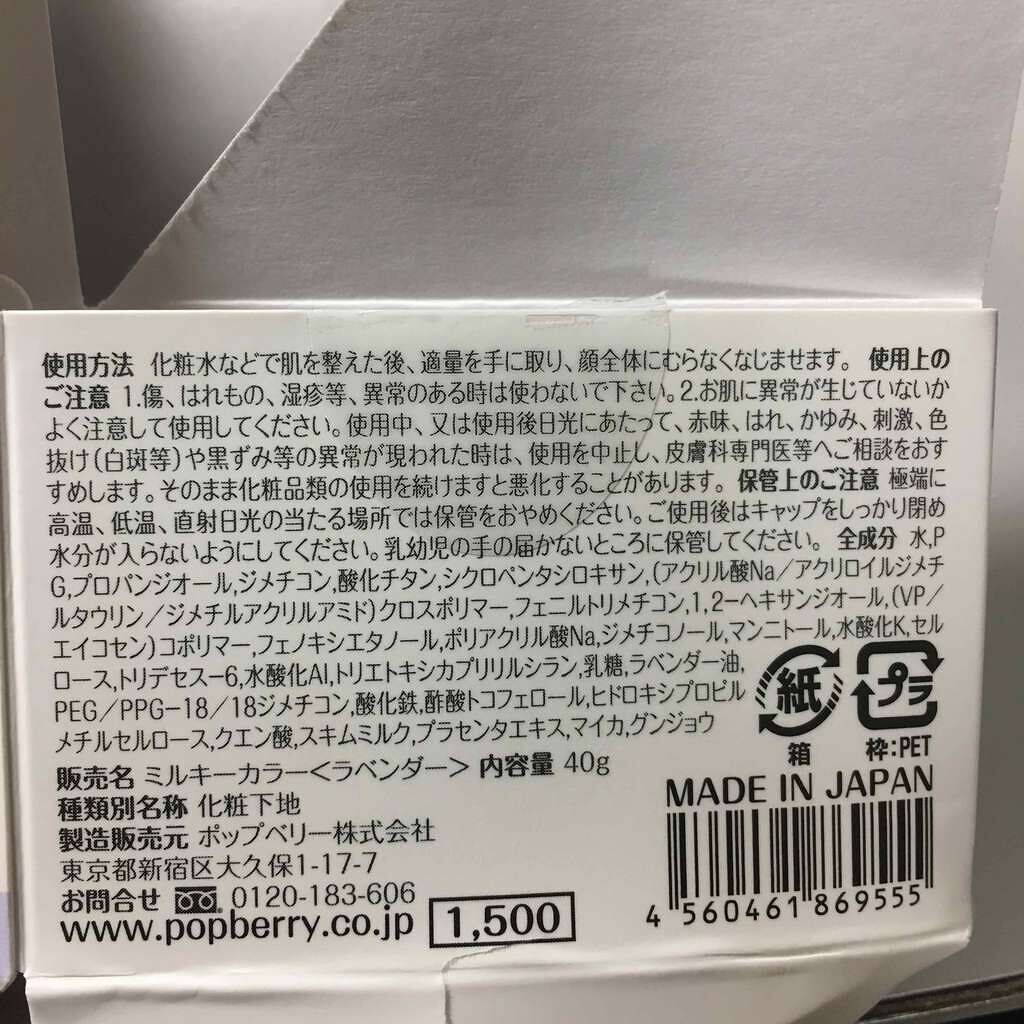 使用方法 化粧水などで肌を整えた後、適量を手に取り、顔全体にむらなくなじませます。 使用上の
ご注意 1.傷、はれもの、湿疹等、異常のある時は使わないで下さい。2.お肌に異常が生じていないか
よく注意して使用してください。使用中、又は使用後日光にあたって、赤味、はれ、かゆみ、刺激、色
抜け(白斑等)や黒ずみ等の異常が現われた時は、使用を中止し、皮膚科専門医等へご相談をおす
すめします。そのまま化粧品類の使用を続けますと悪化することがあります。 保管上のご注意 極端に
高温、低温、直射日光の当たる場所では保管をおやめください。ご使用後はキャップをしっかり閉め
水分が入らないようにしてください。乳幼児の手の届かないところに保管してください。 全成分 水,P
G,プロパンジオール,ジメチコン,酸化チタン,シクロペンタシロキサン,(アクリル酸Na/アクリロイルジメチ
ルタウリン/ジメチルアクリルアミド)クロスポリマー,フェニルトリメチコン,1,2-ヘキサンジオール,(VP/
エイコセン)コポリマー,フェノキシエタノール,ポリアクリル酸Na,ジメチコノール,マンニトール,水酸化K,セル
ロース,トリデセス-6,水酸化Al,トリエトキシカプリリルシラン,乳糖,ラベンダー油,
PEG/PPG-18/18ジメチコン,酸化鉄,酢酸トコフェロール,ヒドロキシプロピル
メチルセルロース,クエン酸,スキムミルク,プラセンタエキス,マイカ,グンジョウ
紙
プラ
箱 枠:PET
販売名 ミルキーカラー<ラベンダー> 内容量 40g
種類別名称 化粧下地
製造販売元 ポップベリー株式会社
東京都新宿区大久保1-17-7
お問合せ 0120-183-606
www.popberry.co.jp 1,500
MADE IN JAPAN
4 560461 869555